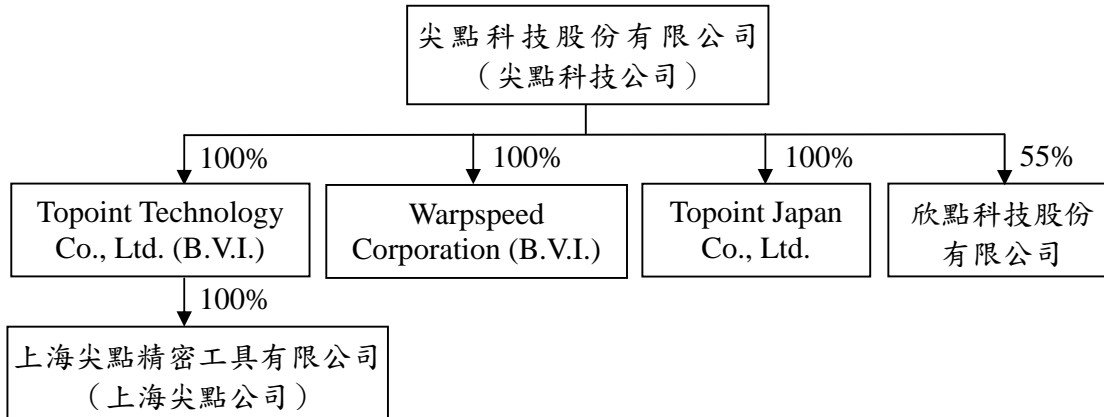 尖點科技股份有限公司
（尖點科技公司）
100%
100%
100%
55%
Topoint Technology
Co., Ltd. (B.V.I.)
Warpspeed
Corporation (B.V.I.)
Topoint Japan
Co., Ltd.
欣點科技股份
有限公司
100%
上海尖點精密工具有限公司
（上海尖點公司）